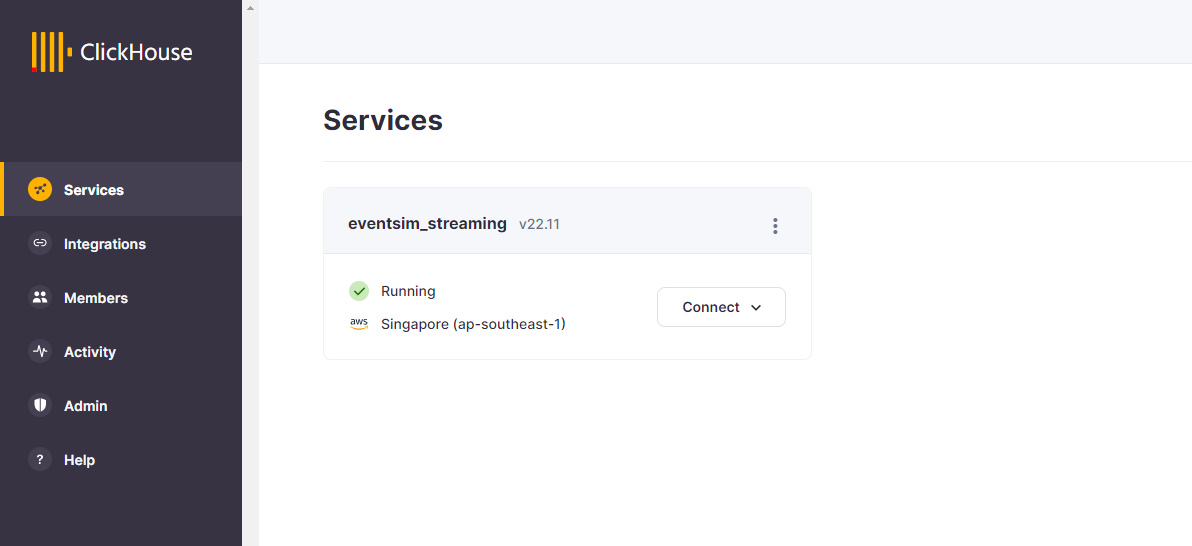 ClickHouse
Services
Integrations
Members
Activity
Admin
? Help
Services
eventsim_streaming v22.11
Running
aws Singapore (ap-southeast-1)
Connect